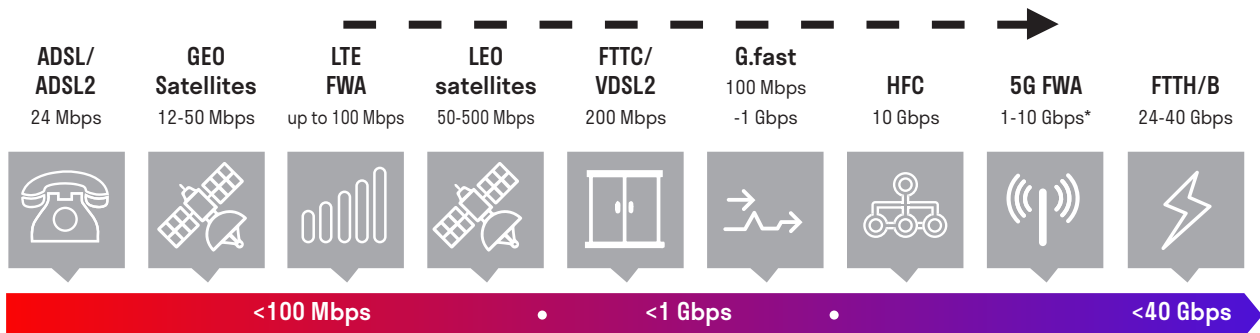 ADSL/
ADSL2
24 Mbps
GEO
Satellites
12-50 Mbps
LTE
FWA
up to 100 Mbps
LEO
satellites
50-500 Mbps
FTTC/
VDSL2
200 Mbps
G.fast
100 Mbps
-1 Gbps
HFC
10 Gbps
5G FWA
1-10 Gbps*
FTTH/B
24-40 Gbps
<100 Mbps • <1 Gbps • <40 Gbps